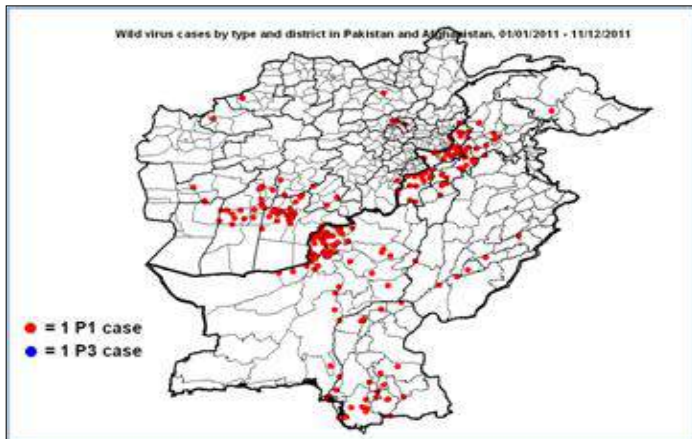 Wild virus cases by type and district in Pakistan and Afghanistan, 01/01/2011 - 11/12/2011
= 1 P1 case
= 1 P3 case